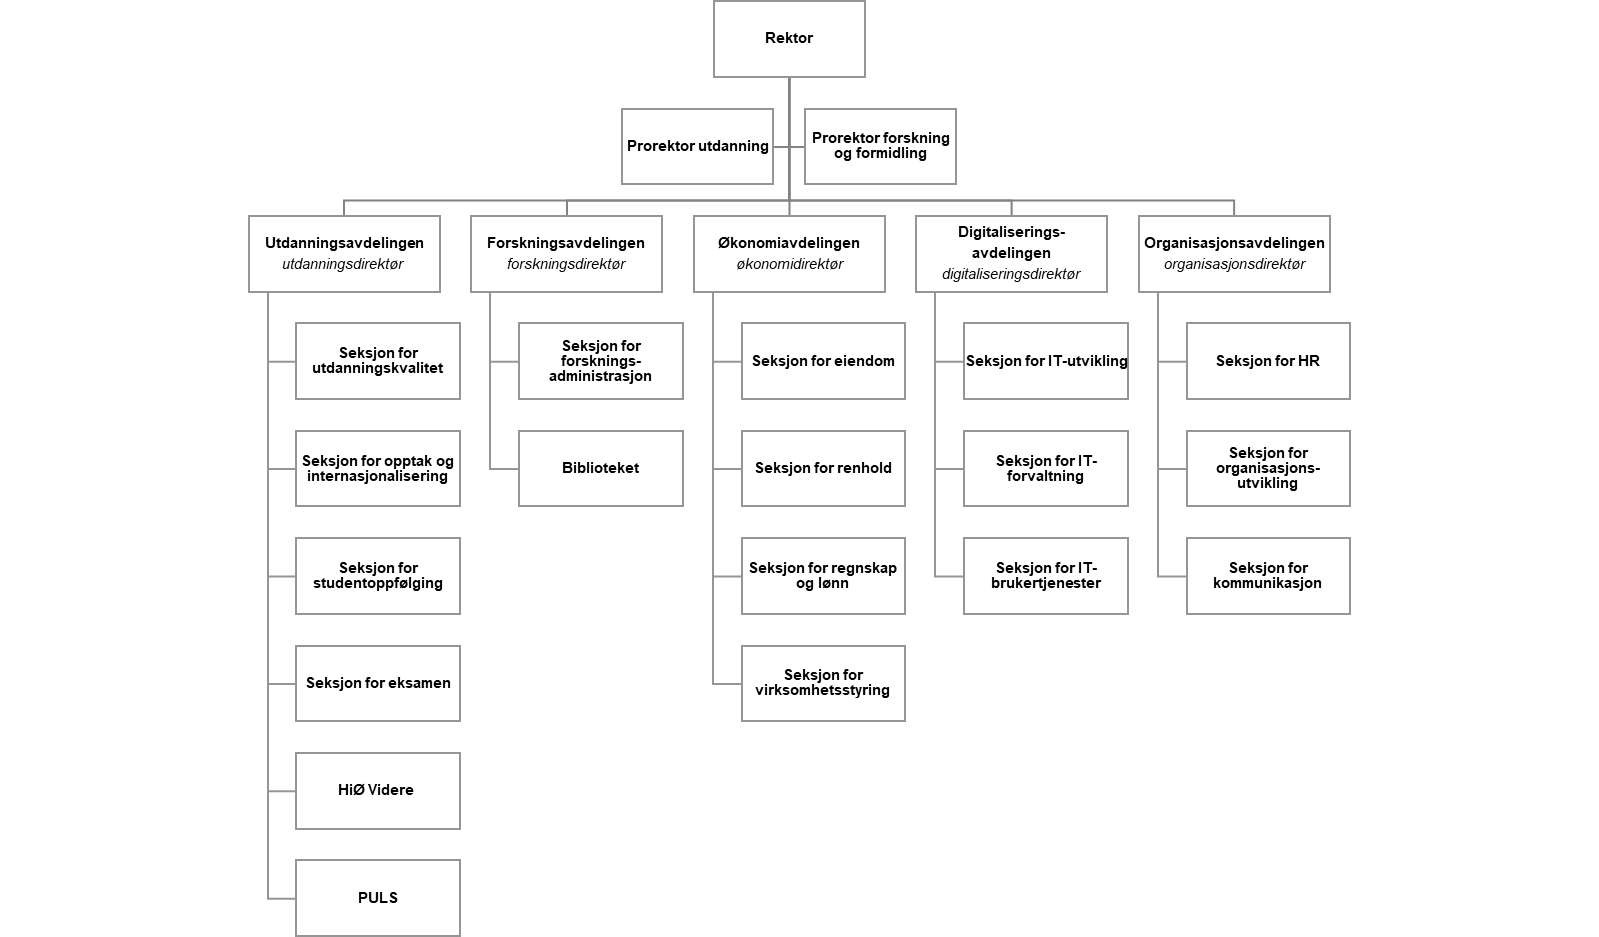 Rektor
Prorektor utdanning
Prorektor forskning
og formidling
Utdanningsavdelingen
utdanningsdirektør
Forskningsavdelingen
forskningsdirektør
Økonomiavdelingen
økonomidirektør
Digitaliserings-
avdelingen
digitaliseringsdirektør
Organisasjonsavdelingen
organisasjonsdirektør
Seksjon for
utdanningskvalitet
Seksjon for opptak og
internasjonalisering
Seksjon for
studentoppfølging
Seksjon for eksamen
HiØ Videre
PULS
Seksjon for
forsknings-
administrasjon
Biblioteket
Seksjon for eiendom
Seksjon for renhold
Seksjon for regnskap
og lønn
Seksjon for
virksomhetsstyring
Seksjon for IT-utvikling
Seksjon for IT-
forvaltning
Seksjon for IT-
brukertjenester
Seksjon for HR
Seksjon for
organisasjons-
utvikling
Seksjon for
kommunikasjon